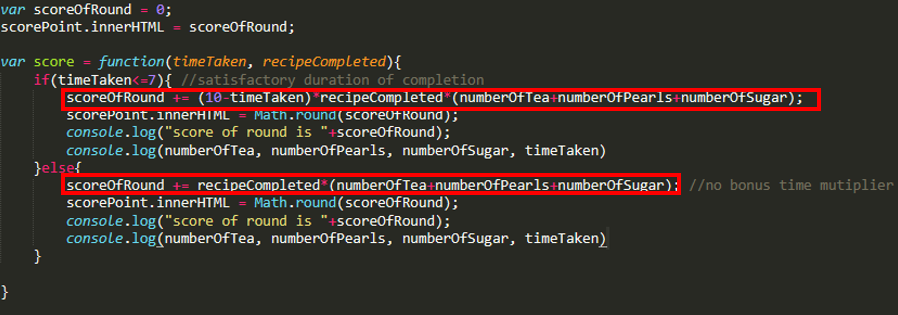 var scoreOfRound = 0;
scorePoint.innerHTML = scoreOfRound;
var score = function(timeTaken, recipeCompleted){
if(timeTaken<=7){ //satisfactory duration of completion
scoreOfRound += (10-timeTaken)*recipeCompleted*(numberOfTea+numberOfPearls+numberOfSugar);
scorePoint.innerHTML = Math.round(scoreOfRound);
console.log("score of round is "+scoreOfRound);
console.log(numberOfTea, numberOfPearls, numberOfSugar, timeTaken)
}else{
scoreOfRound += recipeCompleted*(numberOfTea+numberOfPearls+numberOfSugar); //no bonus time mutiplier
scorePoint.innerHTML = Math.round(scoreOfRound);
console.log("score of round is "+scoreOfRound);
console.log(numberOfTea, numberOfPearls, numberOfSugar, timeTaken)
}
}